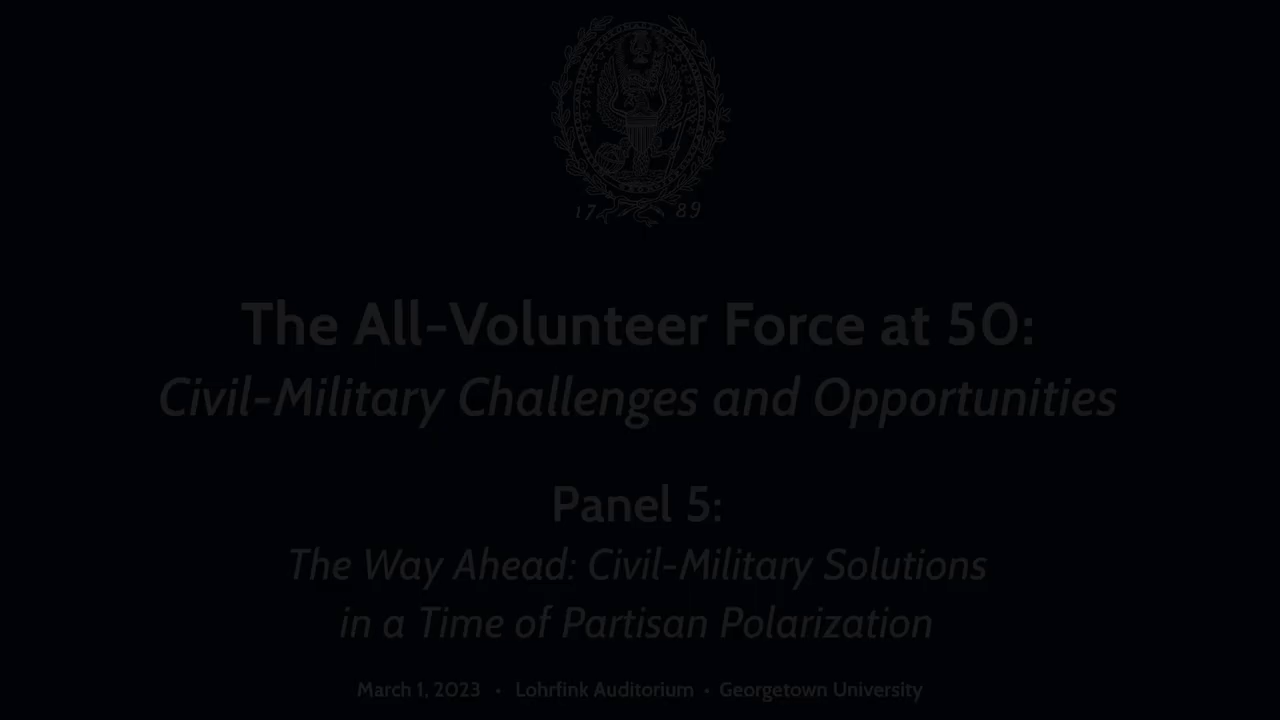 17 89
The All-Volunteer Force at 50:
Civil-Military Challenges and Opportunities
Panel 5:
The Way Ahead: Civil-Military Solutions
in a Time of Partisan Polarization
March 1, 2023 • Lohrfink Auditorium • Georgetown University